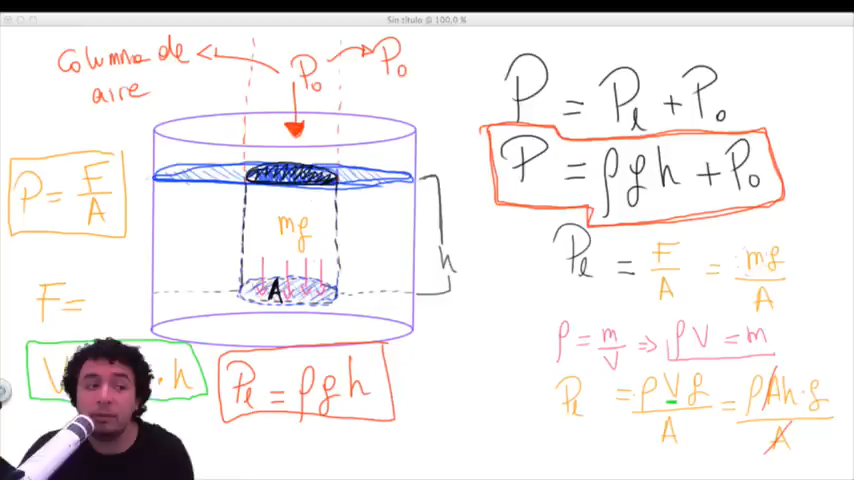 Sin título @ 100,0 %
Columna de aire
P₀
P₀
P = F/A
mg
A
h
F =
V · h
Pₗ = ρgh
P = Pₗ + P₀
P = ρgh + P₀
Pₗ = F/A = mg/A
ρ = m/V ⇒ ρV = m
Pₗ = ρVg/A = ρAh·g/A